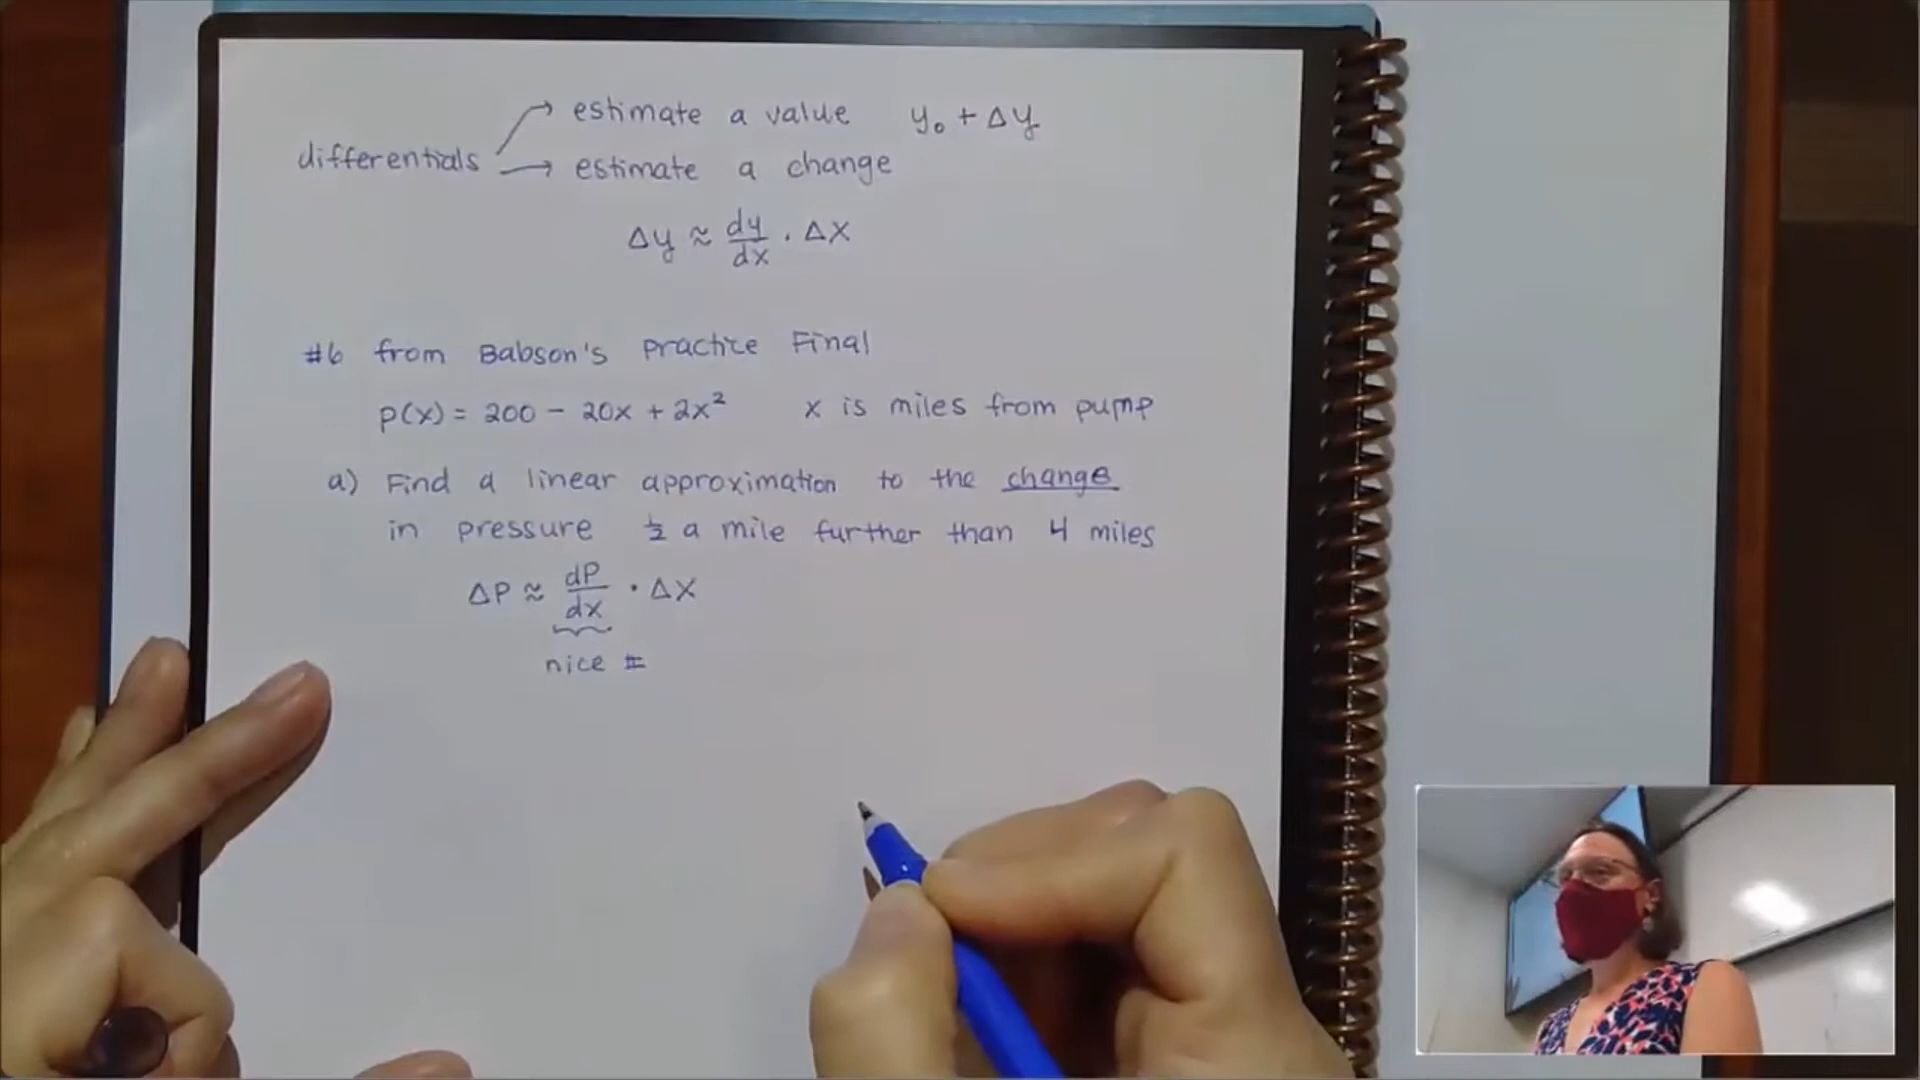 estimate a value y₀ + Δy
differentials
estimate a change
Δy ≈ dy/dx · Δx
#6 from Babson's Practice Final
P(x) = 200 - 20x + 2x² x is miles from pump
a) Find a linear approximation to the change
in pressure ½ a mile further than 4 miles
ΔP ≈ dP/dx · Δx
nice #